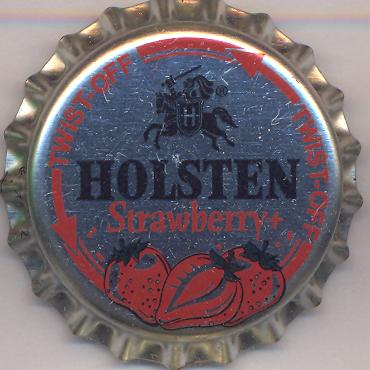 TWIST-OFF
TWIST-OFF
H
®
HOLSTEN
Strawberry+